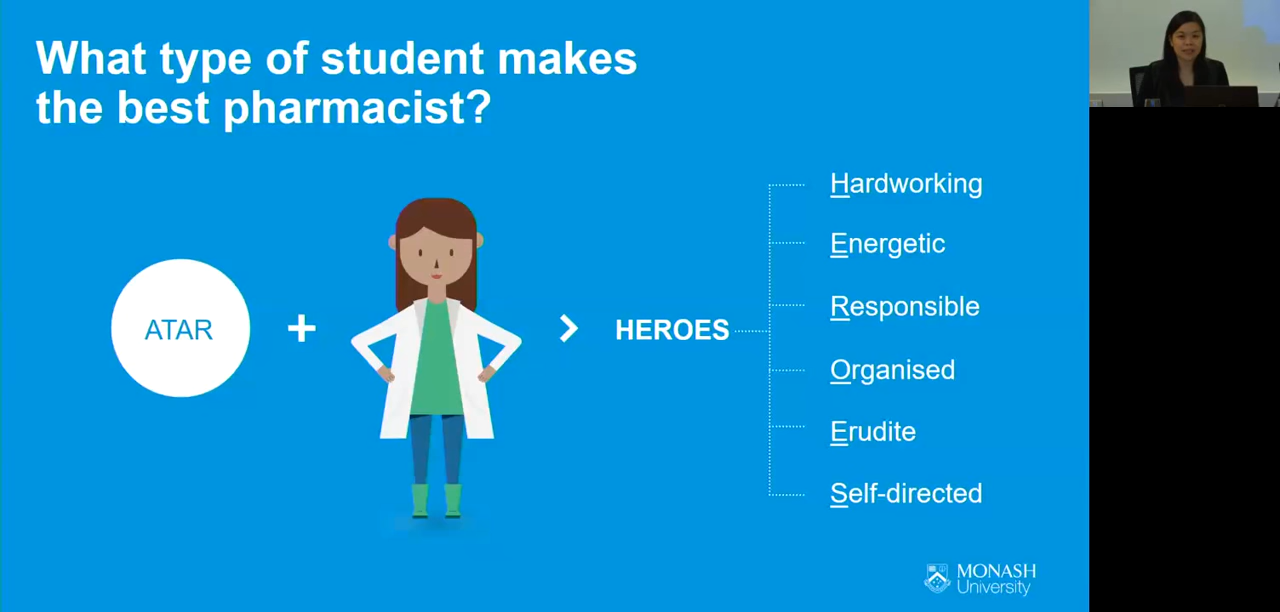 What type of student makes
the best pharmacist?
ATAR
+
>
HEROES
Hardworking
Energetic
Responsible
Organised
Erudite
Self-directed
MONASH
University